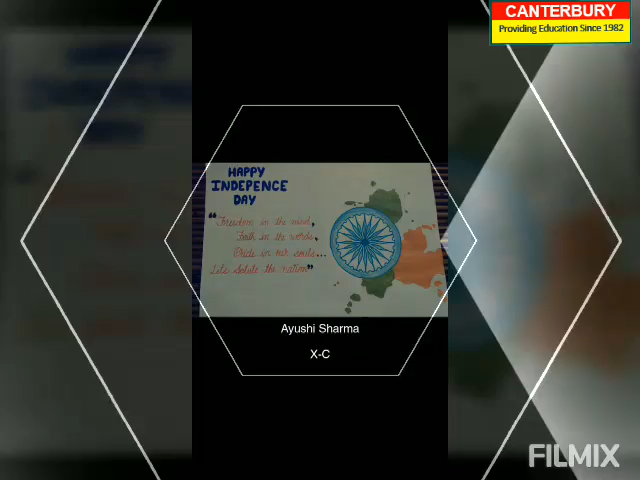 CANTERBURY
Providing Education Since 1982
HAPPY
INDEPENCE
DAY
"Freedom in the mind,
Faith in the words,
Pride in our souls...
Lets Salute the nation"
Ayushi Sharma
X-C
FILMIX